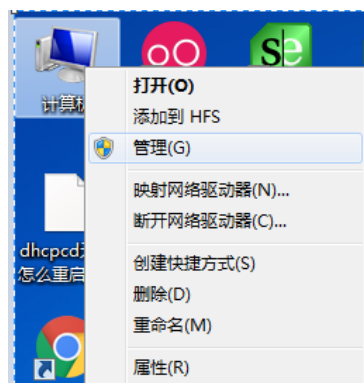 打开(O)
添加到 HFS
计算机
管理(G)
映射网络驱动器(N)...
断开网络驱动器(C)...
dhcpcd
怎么重启
创建快捷方式(S)
删除(D)
重命名(M)
属性(R)